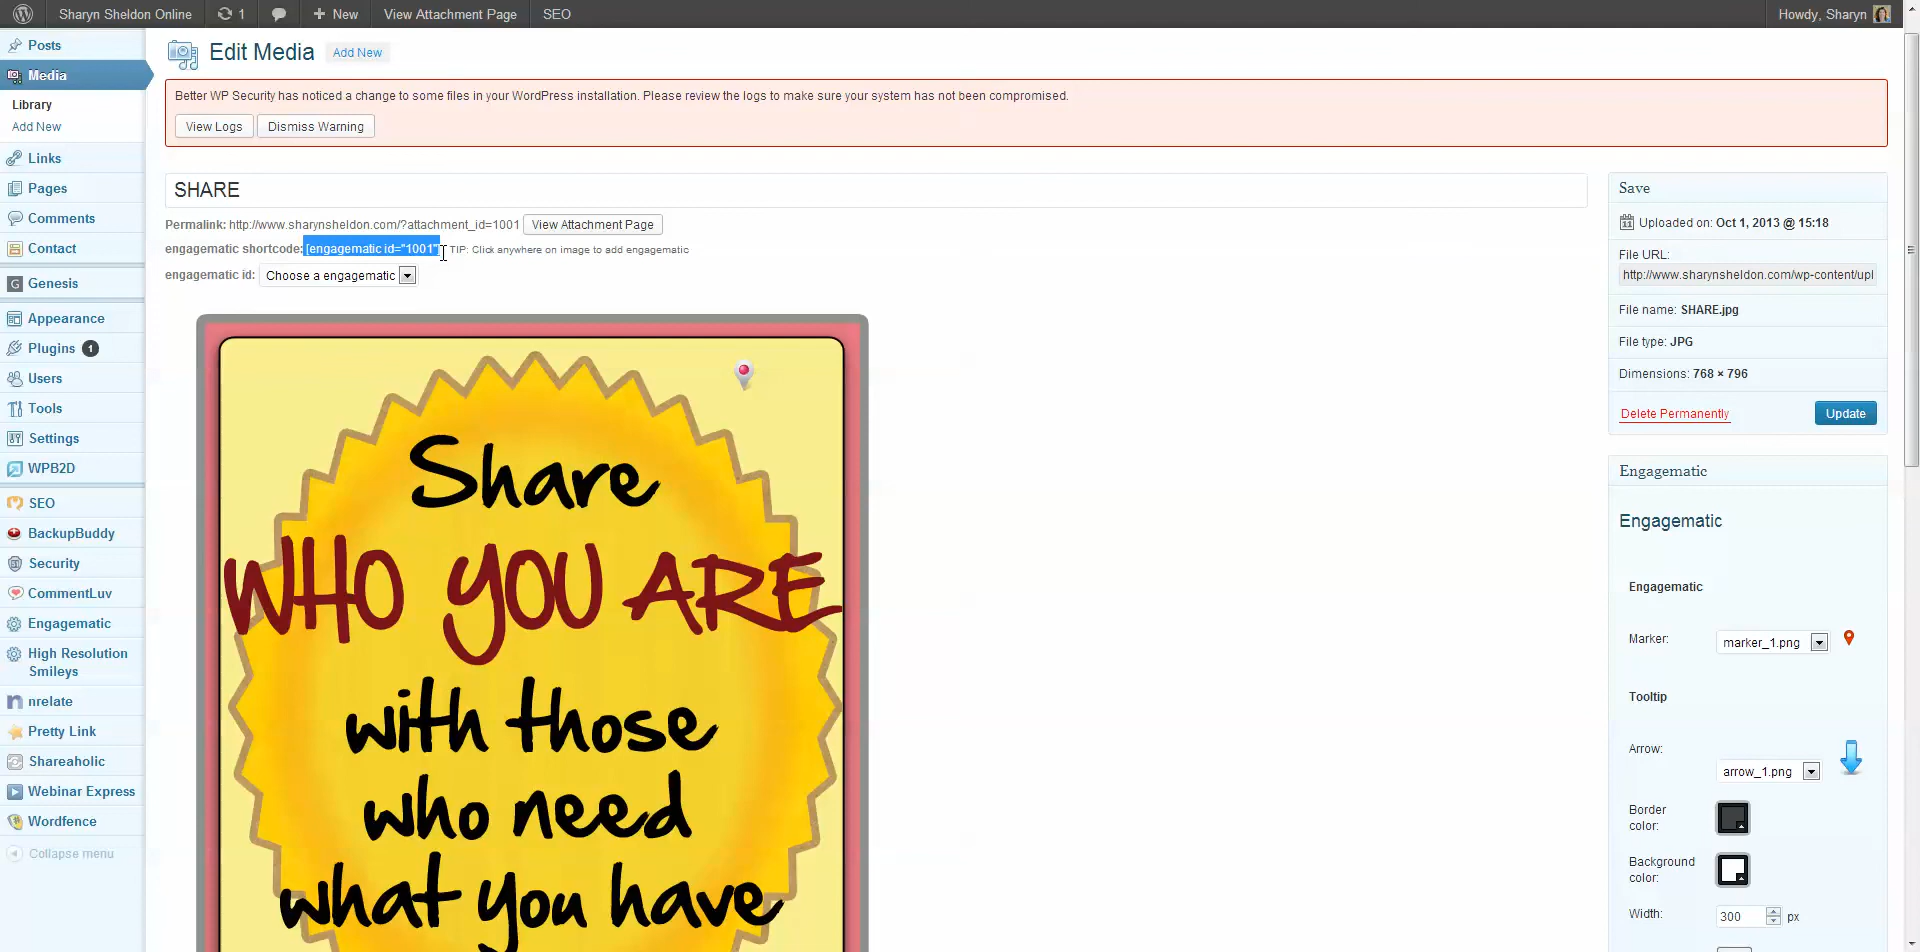 Sharyn Sheldon Online
1
New
View Attachment Page
SEO
Howdy, Sharyn
Posts
Media
Library
Add New
Links
Pages
Comments
Contact
Genesis
Appearance
Plugins 1
Users
Tools
Settings
WPB2D
SEO
BackupBuddy
Security
CommentLuv
Engagematic
High Resolution
Smileys
nrelate
Pretty Link
Shareaholic
Webinar Express
Wordfence
Collapse menu
Edit Media
Add New
Better WP Security has noticed a change to some files in your WordPress installation. Please review the logs to make sure your system has not been compromised.
View Logs
Dismiss Warning
SHARE
Permalink: http://www.sharynsheldon.com/?attachment_id=1001 View Attachment Page
engagematic shortcode: [engagematic id="1001"] TIP: Click anywhere on image to add engagematic
engagematic id: Choose a engagematic
Share
WHO YOU ARE
with those
who need
what you have
Save
Uploaded on: Oct 1, 2013 @ 15:18
File URL:
http://www.sharynsheldon.com/wp-content/upl
File name: SHARE.jpg
File type: JPG
Dimensions: 768 × 796
Delete Permanently
Update
Engagematic
Engagematic
Engagematic
Marker: marker_1.png
Tooltip
Arrow:
arrow_1.png
Border
color:
Background
color:
Width: 300 px